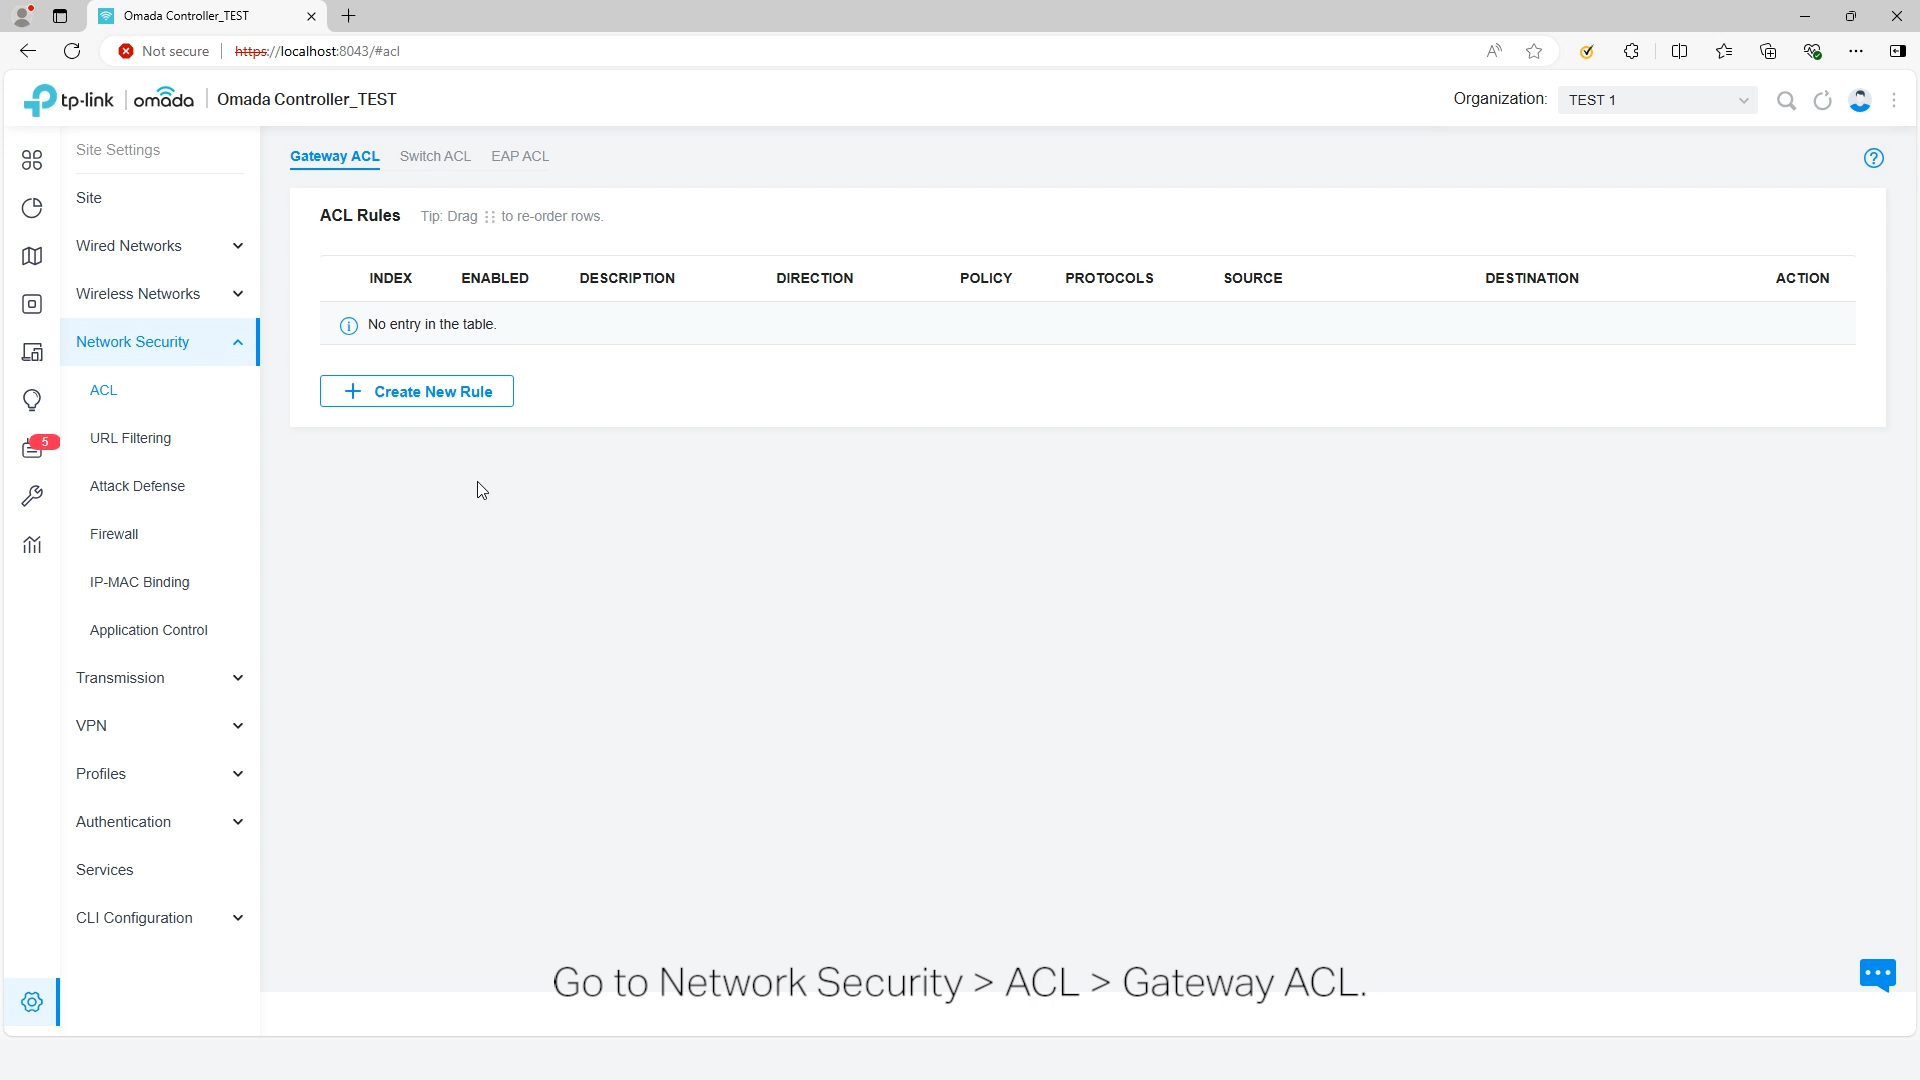 Omada Controller_TEST
Not secure
https://localhost:8043/#acl
tp-link
omada
Omada Controller_TEST
Organization:
TEST 1
Site Settings
Site
Wired Networks
Wireless Networks
Network Security
ACL
URL Filtering
Attack Defense
Firewall
IP-MAC Binding
Application Control
Transmission
VPN
Profiles
Authentication
Services
CLI Configuration
5
Gateway ACL
Switch ACL
EAP ACL
ACL Rules
Tip: Drag to re-order rows.
INDEX ENABLED DESCRIPTION DIRECTION POLICY PROTOCOLS SOURCE DESTINATION ACTION
No entry in the table.
Create New Rule
Go to Network Security > ACL > Gateway ACL.